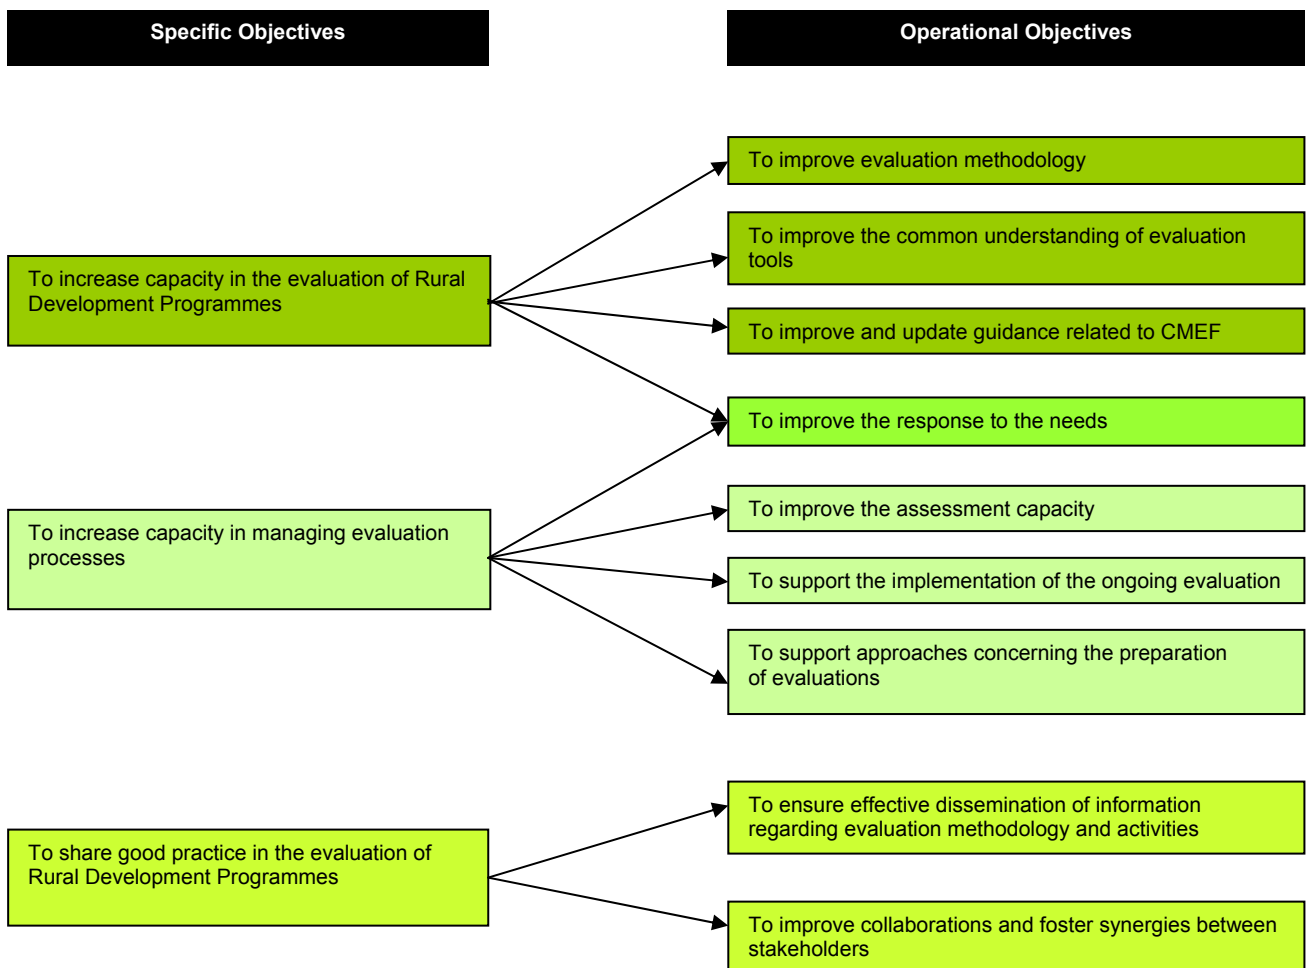 Specific Objectives
Operational Objectives
To improve evaluation methodology
To improve the common understanding of evaluation
tools
To increase capacity in the evaluation of Rural
Development Programmes
To improve and update guidance related to CMEF
To improve the response to the needs
To improve the assessment capacity
To increase capacity in managing evaluation
processes
To support the implementation of the ongoing evaluation
To support approaches concerning the preparation
of evaluations
To ensure effective dissemination of information
regarding evaluation methodology and activities
To share good practice in the evaluation of
Rural Development Programmes
To improve collaborations and foster synergies between
stakeholders